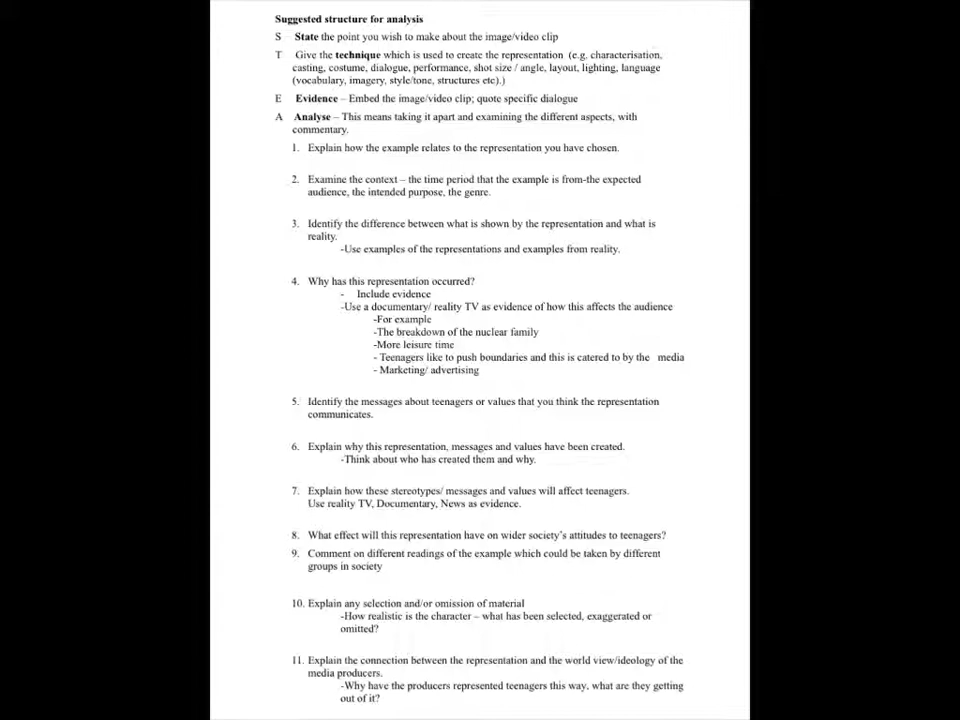 Suggested structure for analysis
S State the point you wish to make about the image/video clip
T Give the technique which is used to create the representation (e.g. characterisation,
casting, costume, dialogue, performance, shot size / angle, layout, lighting, language
(vocabulary, imagery, style/tone, structures etc).)
E Evidence – Embed the image/video clip; quote specific dialogue
A Analyse – This means taking it apart and examining the different aspects, with
commentary.
1. Explain how the example relates to the representation you have chosen.
2. Examine the context – the time period that the example is from-the expected
audience, the intended purpose, the genre.
3. Identify the difference between what is shown by the representation and what is
reality.
-Use examples of the representations and examples from reality.
4. Why has this representation occurred?
- Include evidence
-Use a documentary/ reality TV as evidence of how this affects the audience
-For example
-The breakdown of the nuclear family
-More leisure time
- Teenagers like to push boundaries and this is catered to by the media
- Marketing/ advertising
5. Identify the messages about teenagers or values that you think the representation
communicates.
6. Explain why this representation, messages and values have been created.
-Think about who has created them and why.
7. Explain how these stereotypes/ messages and values will affect teenagers.
Use reality TV, Documentary, News as evidence.
8. What effect will this representation have on wider society's attitudes to teenagers?
9. Comment on different readings of the example which could be taken by different
groups in society
10. Explain any selection and/or omission of material
-How realistic is the character – what has been selected, exaggerated or
omitted?
11. Explain the connection between the representation and the world view/ideology of the
media producers.
-Why have the producers represented teenagers this way, what are they getting
out of it?